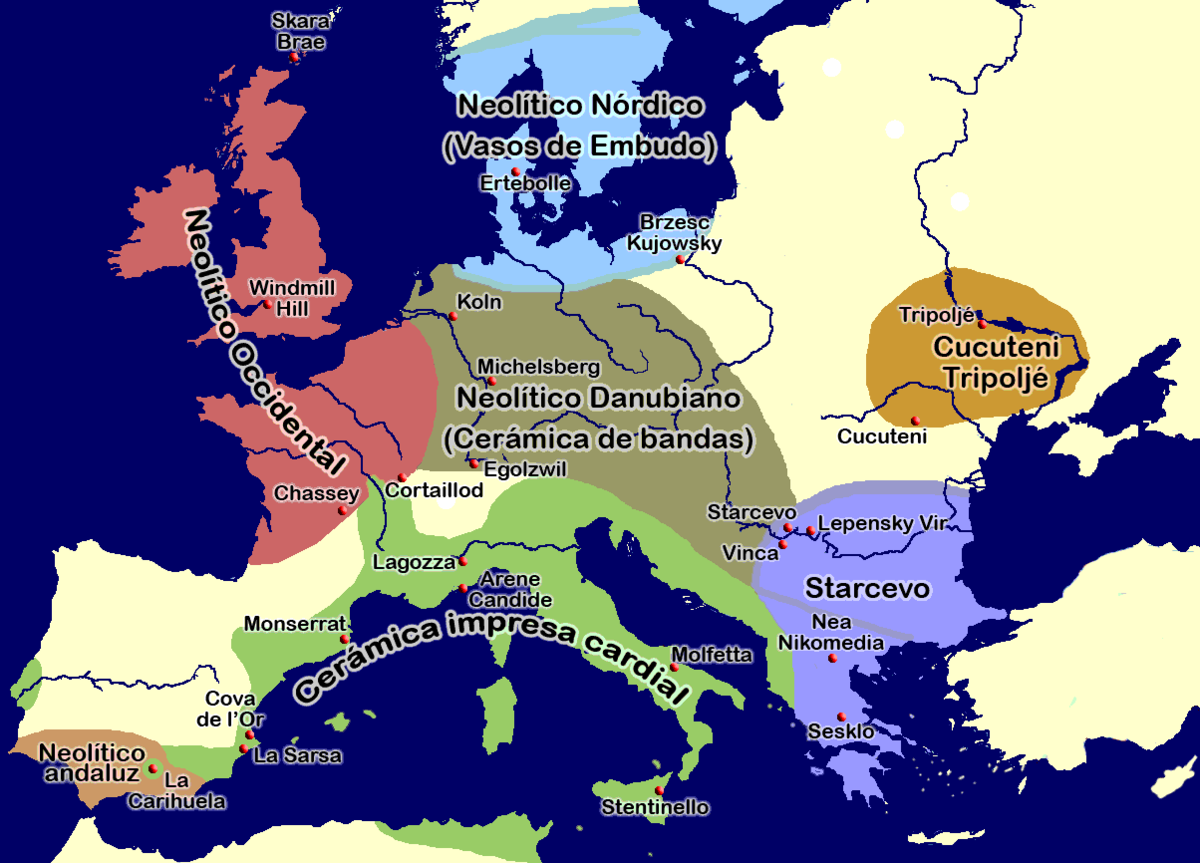 Skara
Brae
Neolítico Nórdico
(Vasos de Embudo)
Ertebolle
Brzesc
Kujowsky
Neolítico Occidental
Windmill
Hill
Koln
Tripoljé
Cucuteni
Tripoljé
Michelsberg
Neolítico Danubiano
(Cerámica de bandas)
Cucuteni
Egolzwil
Cortaillod
Chassey
Starcevo
Lepensky Vir
Vinca
Lagozza
Arene
Candide
Starcevo
Monserrat
Cerámica impresa cardial
Nea
Nikomedia
Molfetta
Cova
de l'Or
Sesklo
La Sarsa
Neolítico
andaluz
La
Carihuela
Stentinello